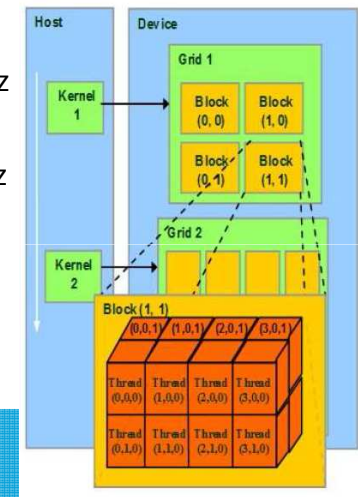 Host
Device
Grid 1
z
Kernel
1
Block
(0, 0)
Block
(1, 0)
Block
(0, 1)
Block
(1, 1)
z
Grid 2
Kernel
2
Block (1, 1)
(0,0,1) (1,0,1) (2,0,1) (3,0,1)
Thread
(0,0,0)
Thread
(1,0,0)
Thread
(2,0,0)
Thread
(3,0,0)
Thread
(0,1,0)
Thread
(1,1,0)
Thread
(2,1,0)
Thread
(3,1,0)